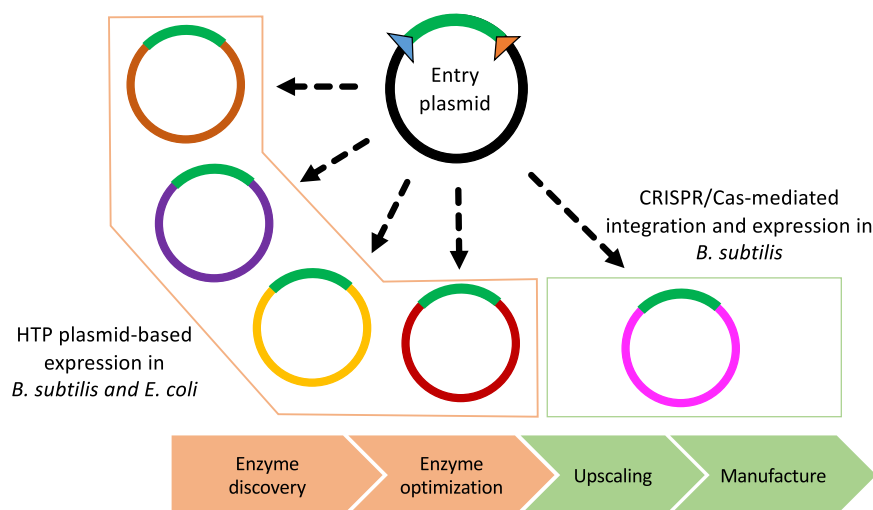 Entry
plasmid
CRISPR/Cas-mediated
integration and expression in
B. subtilis
HTP plasmid-based
expression in
B. subtilis and E. coli
Enzyme
discovery
Enzyme
optimization
Upscaling
Manufacture